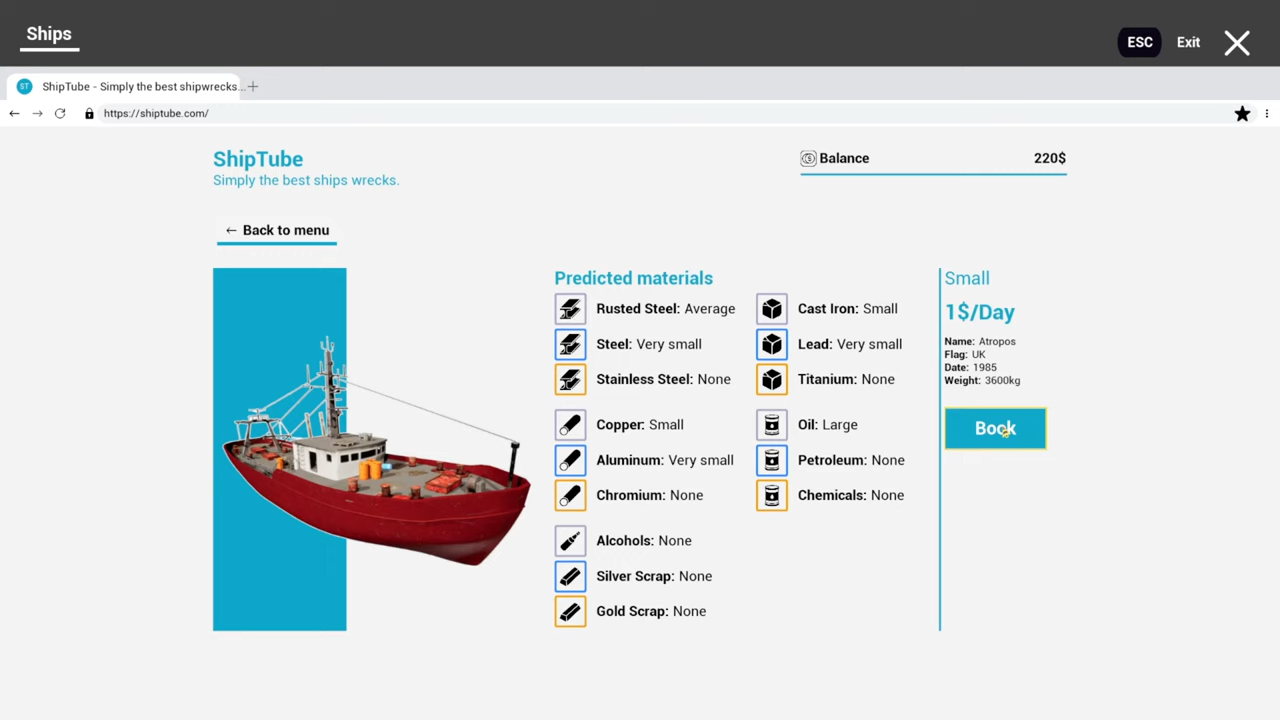 Ships
ESC Exit
ST ShipTube - Simply the best shipwrecks...
https://shiptube.com/
ShipTube
Simply the best ships wrecks.
Balance 220$
← Back to menu
Predicted materials
Rusted Steel: Average
Steel: Very small
Stainless Steel: None
Copper: Small
Aluminum: Very small
Chromium: None
Alcohols: None
Silver Scrap: None
Gold Scrap: None
Cast Iron: Small
Lead: Very small
Titanium: None
Oil: Large
Petroleum: None
Chemicals: None
Small
1$/Day
Name: Atropos
Flag: UK
Date: 1985
Weight: 3600kg
Book